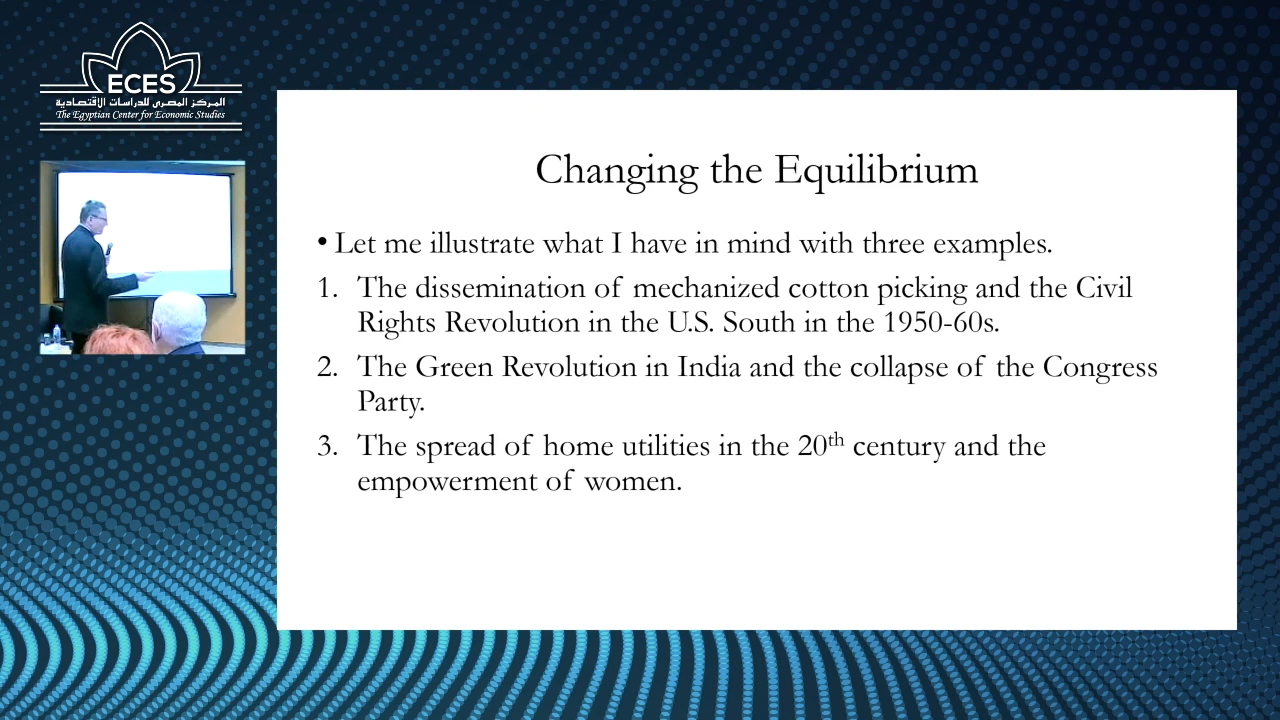 ECES
المركز المصرى للدراسات الاقتصادية
The Egyptian Center for Economic Studies
Changing the Equilibrium
• Let me illustrate what I have in mind with three examples.
1. The dissemination of mechanized cotton picking and the Civil
Rights Revolution in the U.S. South in the 1950-60s.
2. The Green Revolution in India and the collapse of the Congress
Party.
3. The spread of home utilities in the 20th century and the
empowerment of women.